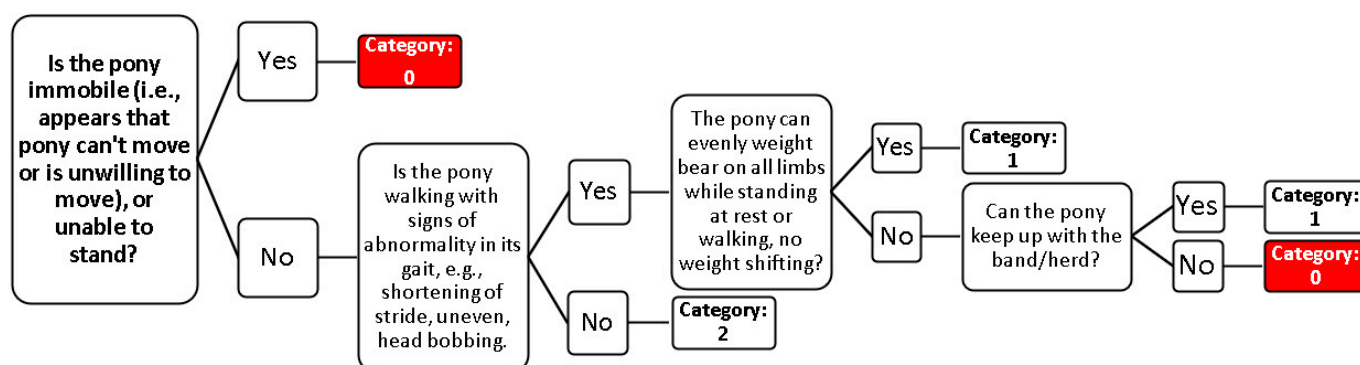 Is the pony
immobile (i.e.,
appears that
pony can't move
or is unwilling to
move), or
unable to
stand?
Yes
Category:
0
No
Is the pony
walking with
signs of
abnormality in its
gait, e.g.,
shortening of
stride, uneven,
head bobbing.
Yes
The pony can
evenly weight
bear on all limbs
while standing
at rest or
walking, no
weight shifting?
Yes
Category:
1
No
Can the pony
keep up with the
band/herd?
Yes
Category:
1
No
Category:
0
No
Category:
2